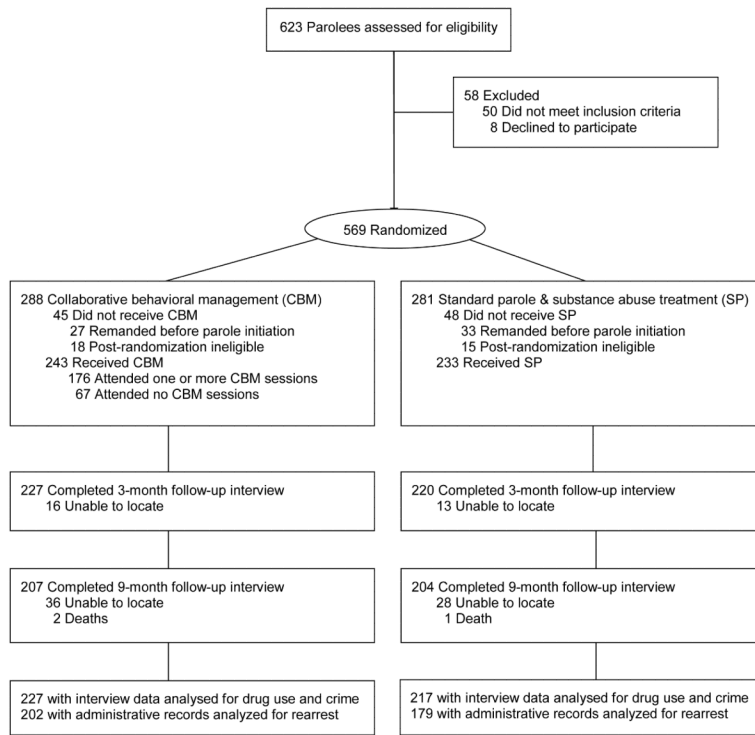 623 Parolees assessed for eligibility
58 Excluded
50 Did not meet inclusion criteria
8 Declined to participate
569 Randomized
288 Collaborative behavioral management (CBM)
45 Did not receive CBM
27 Remanded before parole initiation
18 Post-randomization ineligible
243 Received CBM
176 Attended one or more CBM sessions
67 Attended no CBM sessions
281 Standard parole & substance abuse treatment (SP)
48 Did not receive SP
33 Remanded before parole initiation
15 Post-randomization ineligible
233 Received SP
227 Completed 3-month follow-up interview
16 Unable to locate
220 Completed 3-month follow-up interview
13 Unable to locate
207 Completed 9-month follow-up interview
36 Unable to locate
2 Deaths
204 Completed 9-month follow-up interview
28 Unable to locate
1 Death
227 with interview data analysed for drug use and crime
202 with administrative records analyzed for rearrest
217 with interview data analysed for drug use and crime
179 with administrative records analyzed for rearrest